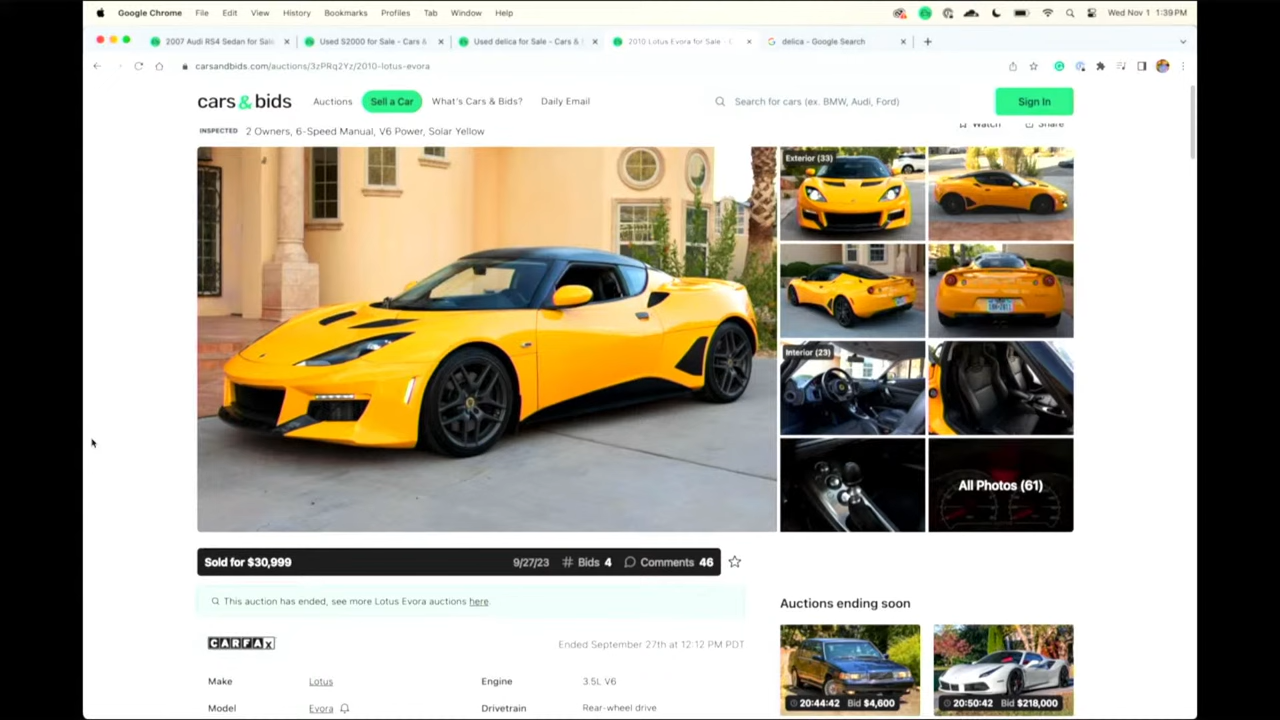 Google Chrome File Edit View History Bookmarks Profiles Tab Window Help Wed Nov 1 1:39 PM
2007 Audi RS4 Sedan for Sale Used S2000 for Sale - Cars & Used delica for Sale - Cars & 2010 Lotus Evora for Sale - C delica - Google Search
carsandbids.com/auctions/3zPRq2Yz/2010-lotus-evora
cars & bids Auctions Sell a Car What's Cars & Bids? Daily Email Search for cars (ex. BMW, Audi, Ford) Sign In
INSPECTED 2 Owners, 6-Speed Manual, V6 Power, Solar Yellow Watch Share
Exterior (33)
Interior (23)
All Photos (61)
Sold for $30,999 9/27/23 # Bids 4 Comments 46
This auction has ended, see more Lotus Evora auctions here.
Auctions ending soon
CARFAX Ended September 27th at 12:12 PM PDT
Make Lotus Engine 3.5L V6
Model Evora Drivetrain Rear-wheel drive
20:44:42 Bid $4,600 20:50:42 Bid $218,000